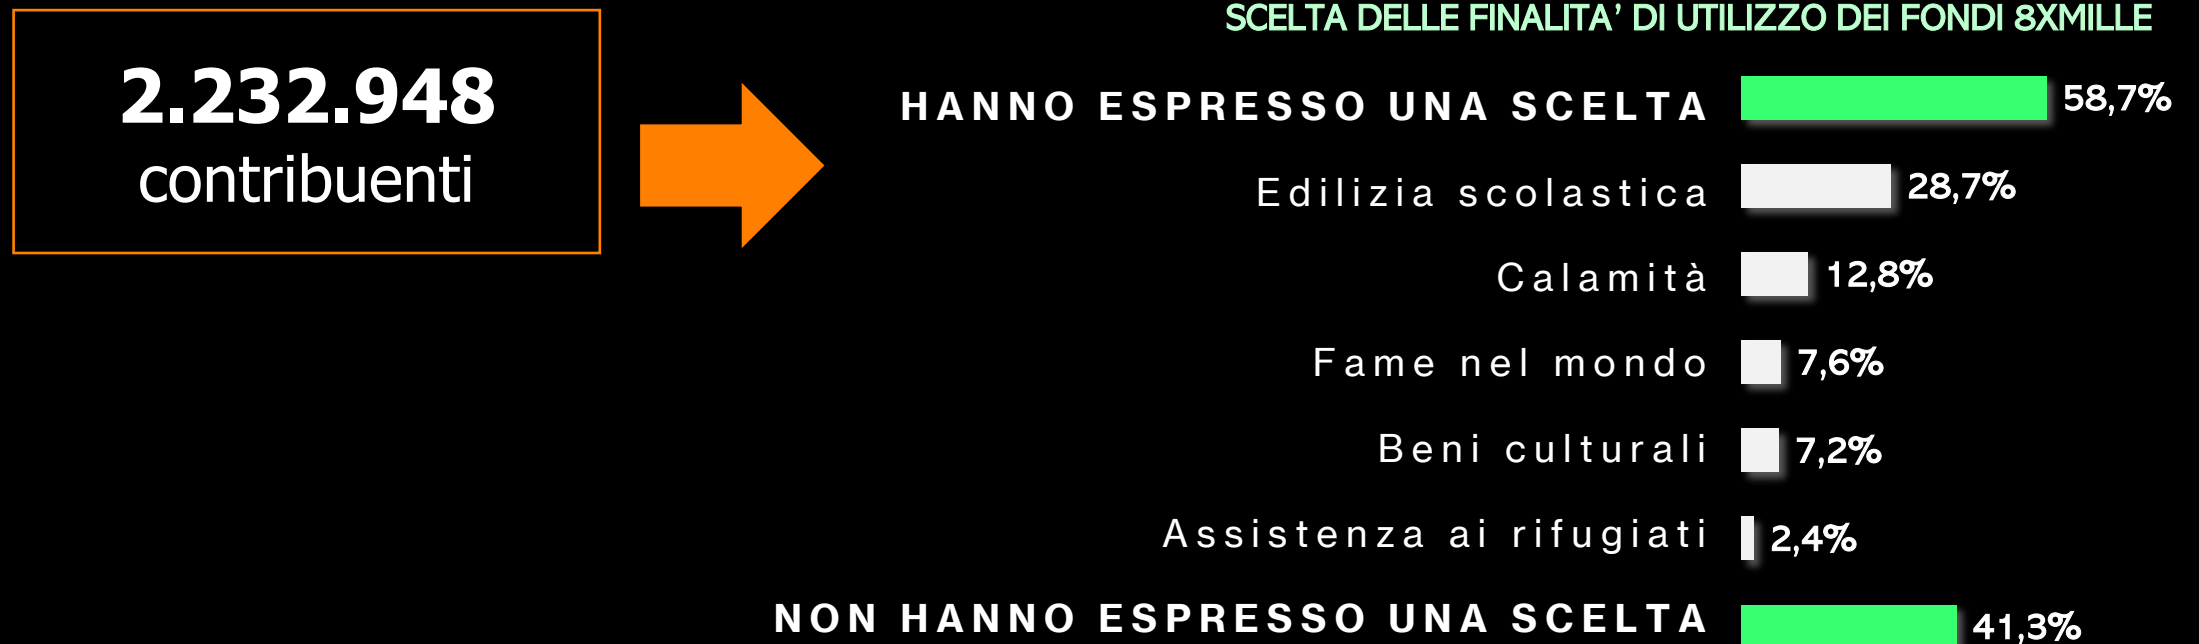 2.232.948
contribuenti
SCELTA DELLE FINALITA’ DI UTILIZZO DEI FONDI 8XMILLE
HANNO ESPRESSO UNA SCELTA 58,7%
Edilizia scolastica 28,7%
Calamità 12,8%
Fame nel mondo 7,6%
Beni culturali 7,2%
Assistenza ai rifugiati 2,4%
NON HANNO ESPRESSO UNA SCELTA 41,3%